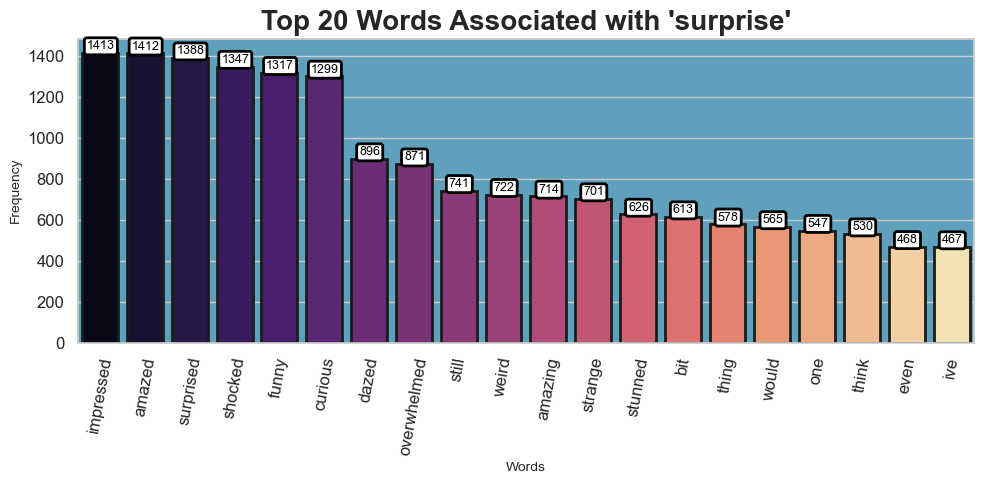 Top 20 Words Associated with 'surprise'
Frequency
1400
1200
1000
800
600
400
200
0
1413
1412
1388
1347
1317
1299
896
871
741
722
714
701
626
613
578
565
547
530
468
467
impressed
amazed
surprised
shocked
funny
curious
dazed
overwhelmed
still
weird
amazing
strange
stunned
bit
thing
would
one
think
even
ive
Words